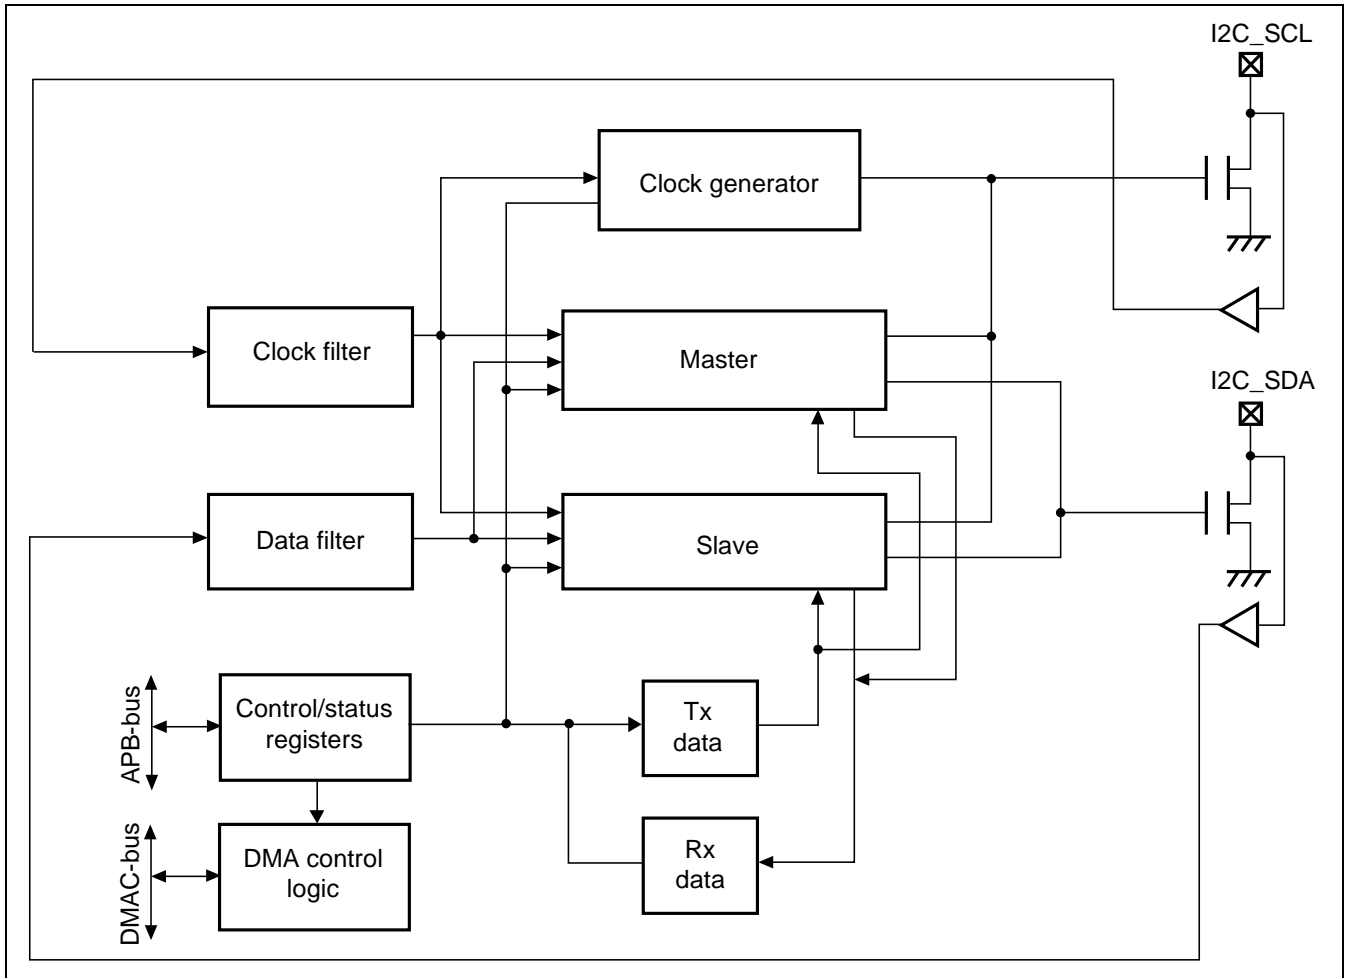 I2C_SCL
Clock generator
Clock filter
Master
I2C_SDA
Data filter
Slave
APB-bus
Control/status
registers
Tx
data
DMAC-bus
DMA control
logic
Rx
data